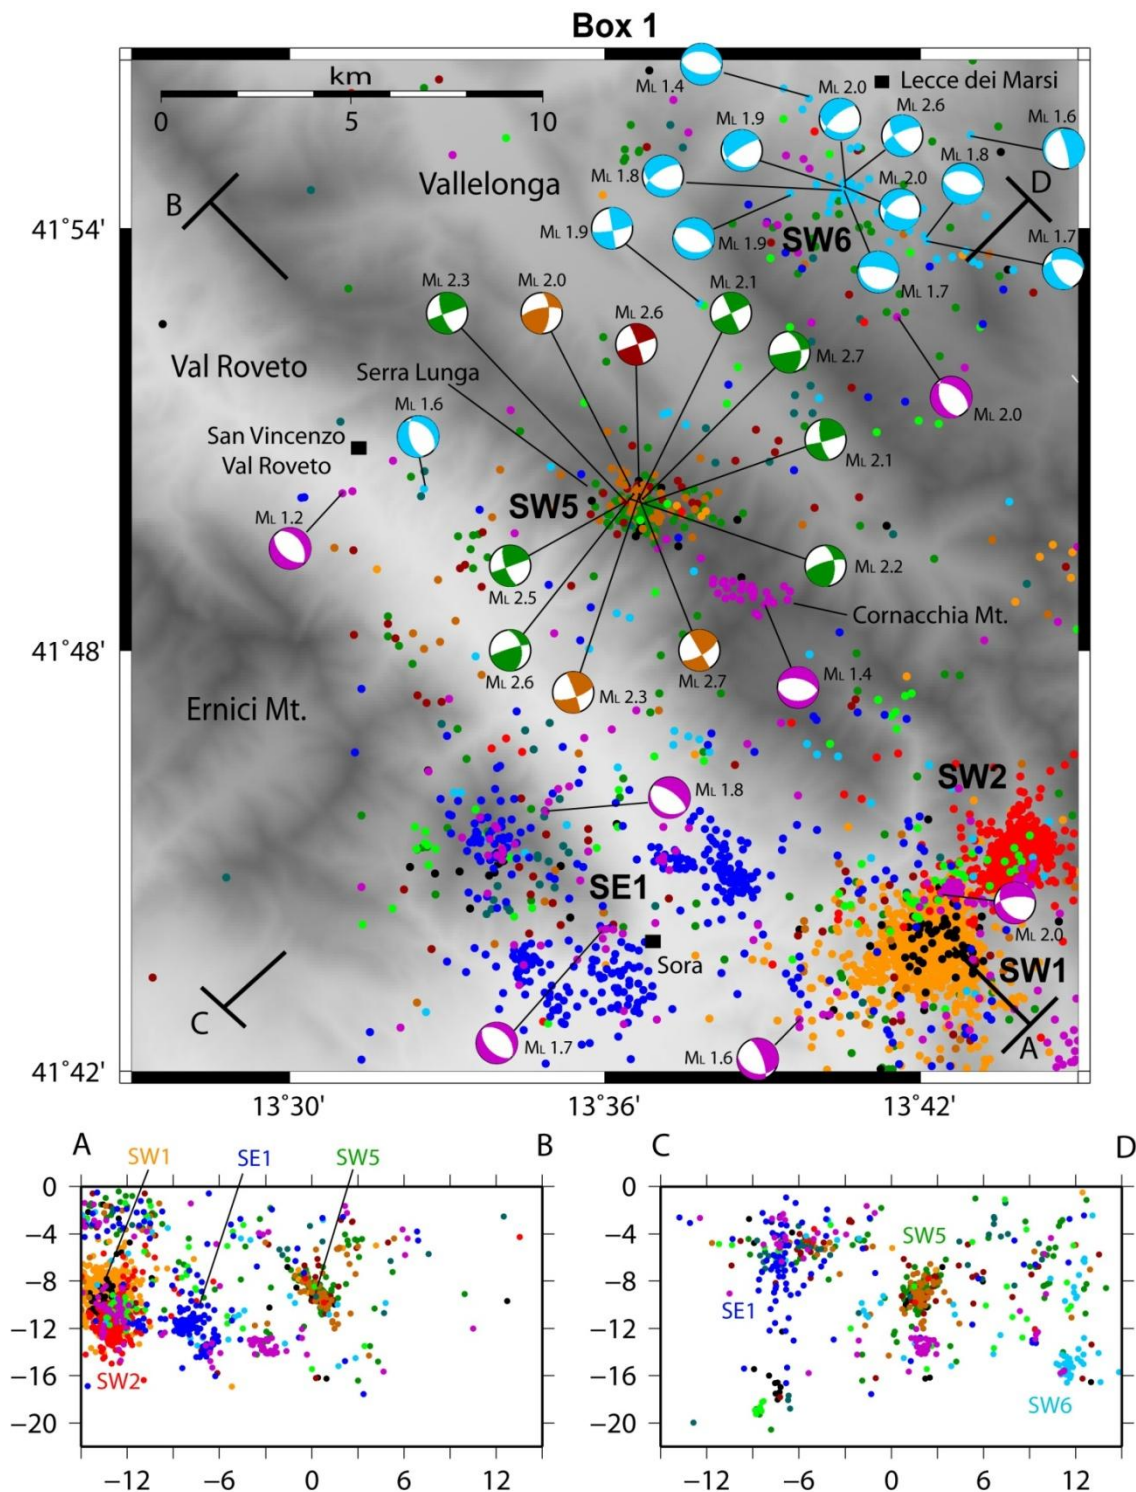 Box 1
km
0 5 10
Lecce dei Marsi
ML 1.4
ML 2.0
ML 2.6
ML 1.6
ML 1.9
ML 1.8
ML 1.8
Vallelonga
B
D
ML 2.0
41°54'
ML 1.9
ML 1.9
SW6
ML 1.7
ML 1.7
ML 2.3
ML 2.0
ML 2.6
ML 2.1
ML 2.7
Val Roveto
Serra Lunga
ML 1.6
ML 2.0
San Vincenzo
Val Roveto
ML 2.1
SW5
ML 1.2
ML 2.5
ML 2.2
Cornacchia Mt.
41°48'
ML 2.6
ML 2.3
ML 2.7
ML 1.4
Ernici Mt.
SW2
ML 1.8
SE1
ML 2.0
Sora
SW1
C
A
ML 1.7
ML 1.6
41°42'
13°30' 13°36' 13°42'
A B C D
SW1 SE1 SW5
0
−4
−8
−12
−16
−20
SW2
−12 −6 0 6 12
0
−4
−8
−12
−16
−20
SW5
SE1
SW6
−12 −6 0 6 12